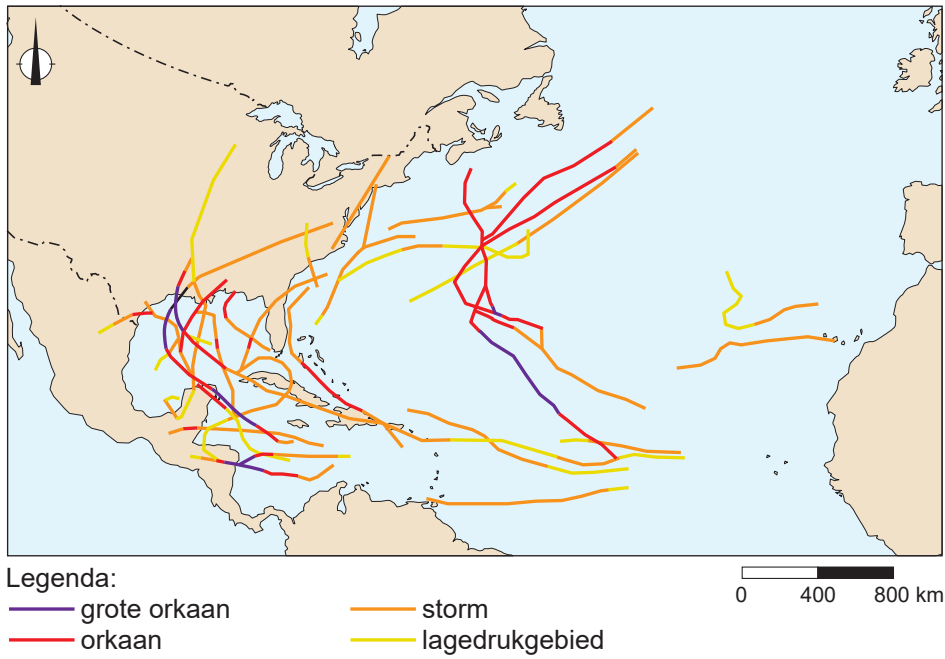 Legenda:
grote orkaan
storm
orkaan
lagedrukgebied
0 400 800 km